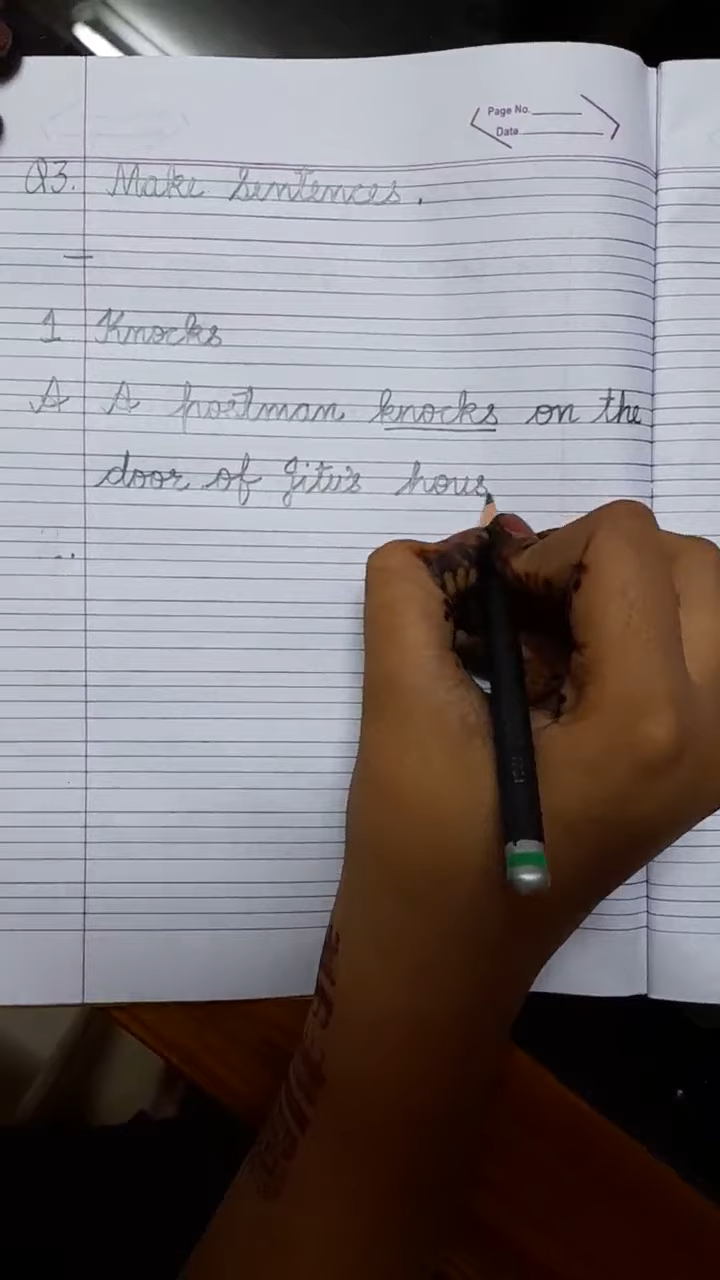 Page No.
Date
Q3. Make Sentences.
1 Knocks
A A postman knocks on the
door of Jitu's hous